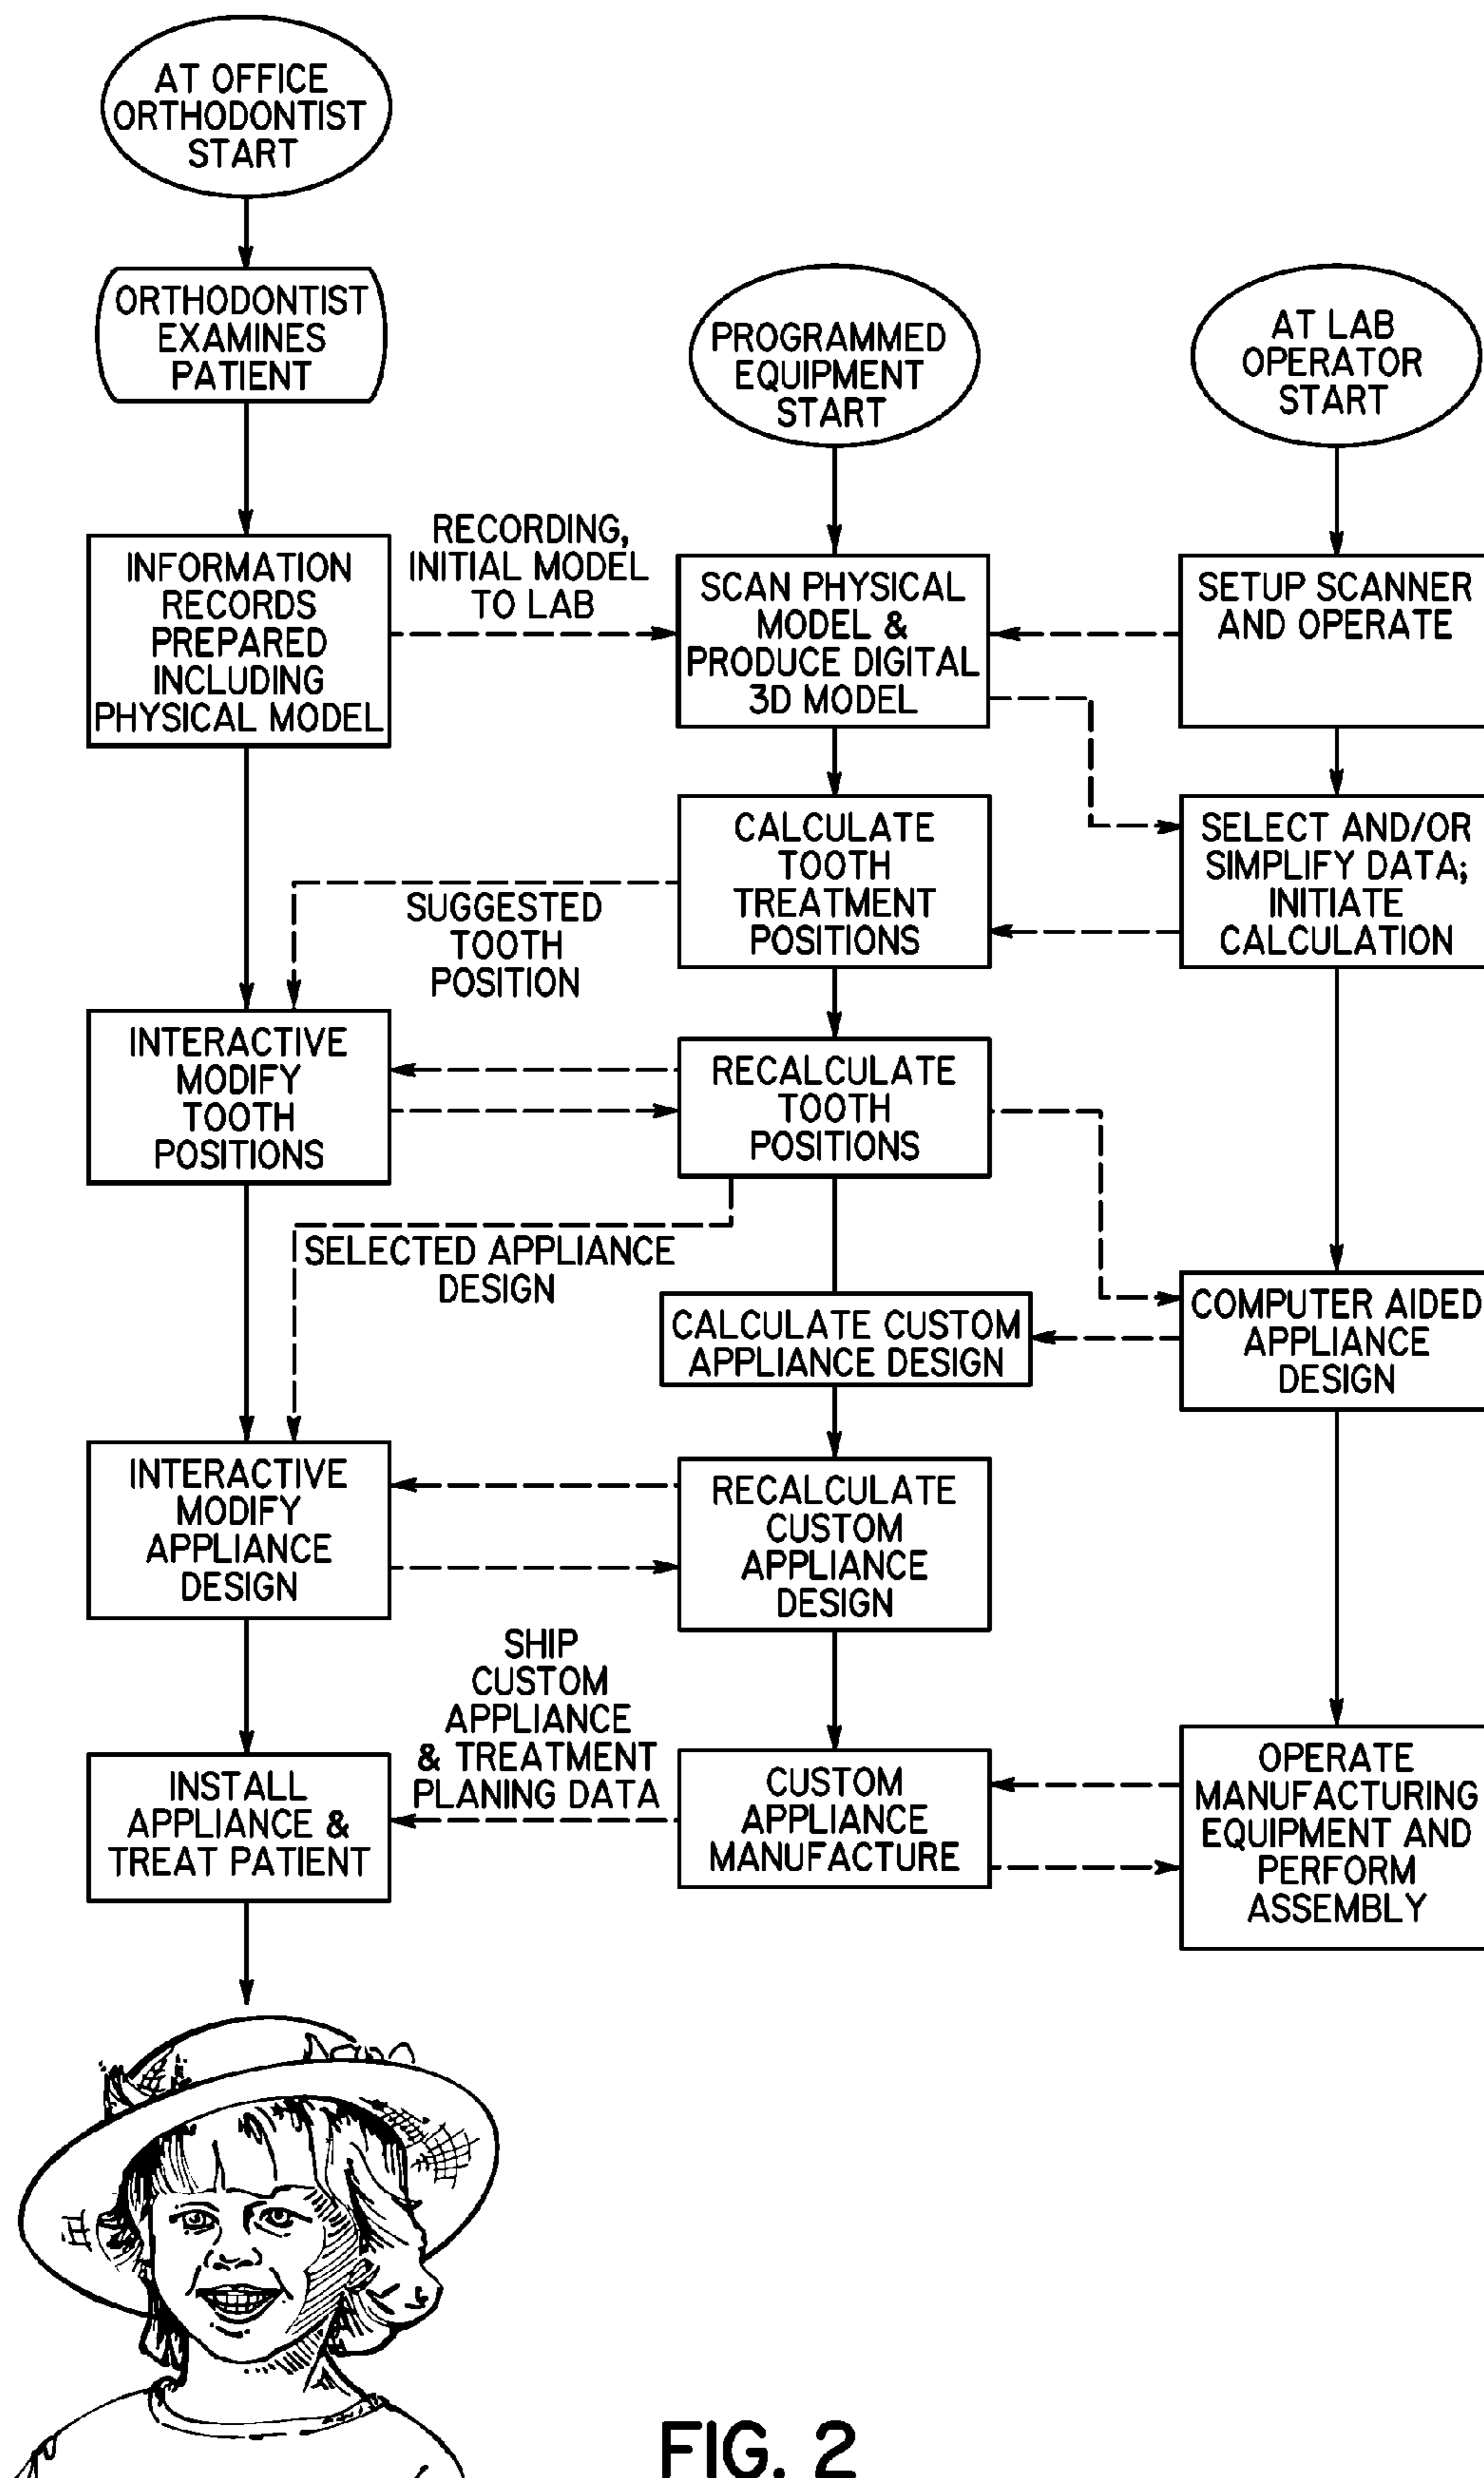 AT OFFICE
ORTHODONTIST
START
ORTHODONTIST
EXAMINES
PATIENT
PROGRAMMED
EQUIPMENT
START
AT LAB
OPERATOR
START
INFORMATION
RECORDS
PREPARED
INCLUDING
PHYSICAL MODEL
RECORDING,
INITIAL MODEL
TO LAB
SCAN PHYSICAL
MODEL &
PRODUCE DIGITAL
3D MODEL
SETUP SCANNER
AND OPERATE
CALCULATE
TOOTH
TREATMENT
POSITIONS
SELECT AND/OR
SIMPLIFY DATA;
INITIATE
CALCULATION
SUGGESTED
TOOTH
POSITION
INTERACTIVE
MODIFY
TOOTH
POSITIONS
RECALCULATE
TOOTH
POSITIONS
SELECTED APPLIANCE
DESIGN
CALCULATE CUSTOM
APPLIANCE DESIGN
COMPUTER AIDED
APPLIANCE
DESIGN
INTERACTIVE
MODIFY
APPLIANCE
DESIGN
RECALCULATE
CUSTOM
APPLIANCE
DESIGN
SHIP
CUSTOM
APPLIANCE
& TREATMENT
PLANING DATA
INSTALL
APPLIANCE &
TREAT PATIENT
CUSTOM
APPLIANCE
MANUFACTURE
OPERATE
MANUFACTURING
EQUIPMENT AND
PERFORM
ASSEMBLY
FIG. 2